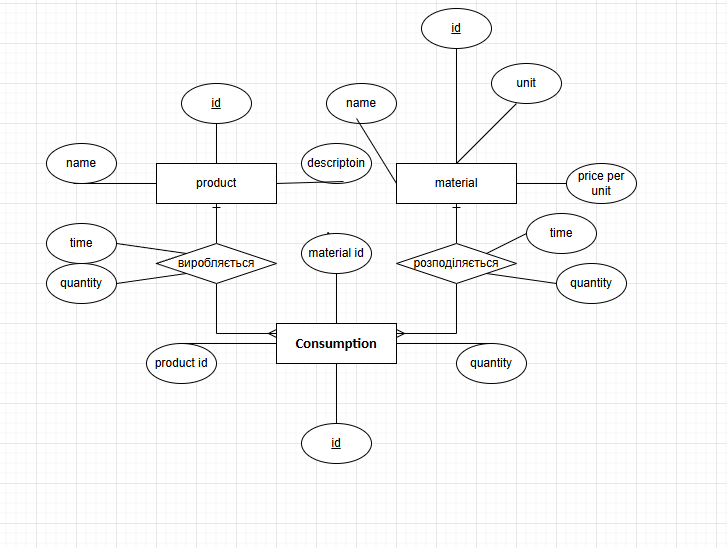 id
unit
id
name
name
descriptoin
product
material
price per
unit
time
time
material id
виробляється
розподіляється
quantity
quantity
Consumption
product id
quantity
id